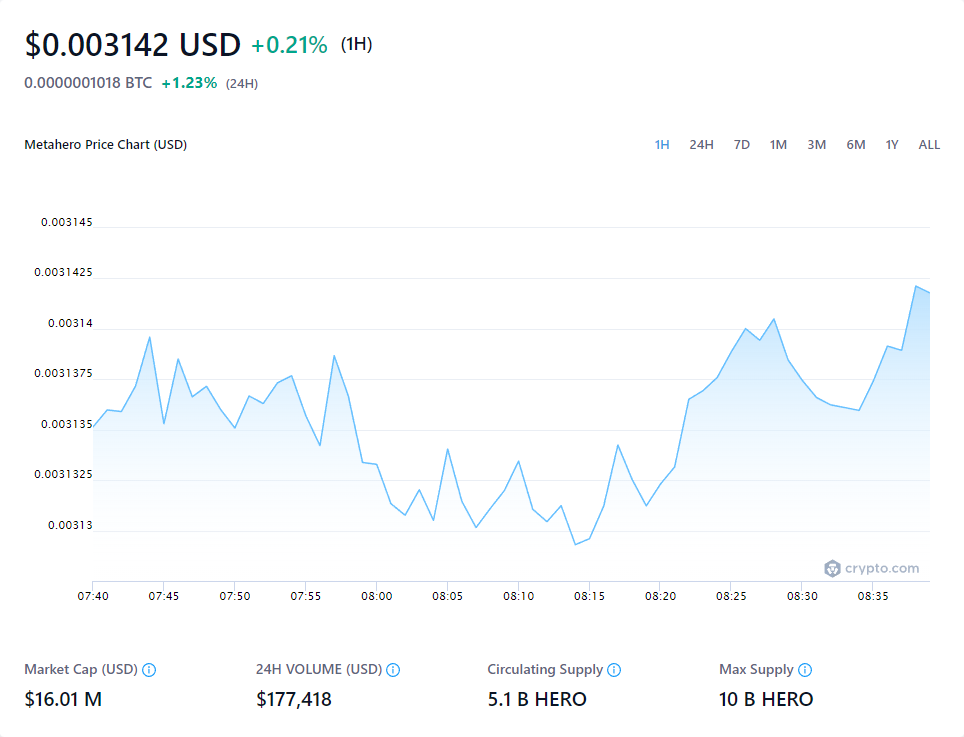 $0.003142 USD +0.21% (1H)
0.0000001018 BTC +1.23% (24H)
Metahero Price Chart (USD)
1H 24H 7D 1M 3M 6M 1Y ALL
0.003145
0.0031425
0.00314
0.0031375
0.003135
0.0031325
0.00313
crypto.com
07:40 07:45 07:50 07:55 08:00 08:05 08:10 08:15 08:20 08:25 08:30 08:35
Market Cap (USD) 24H VOLUME (USD) Circulating Supply Max Supply
$16.01 M $177,418 5.1 B HERO 10 B HERO